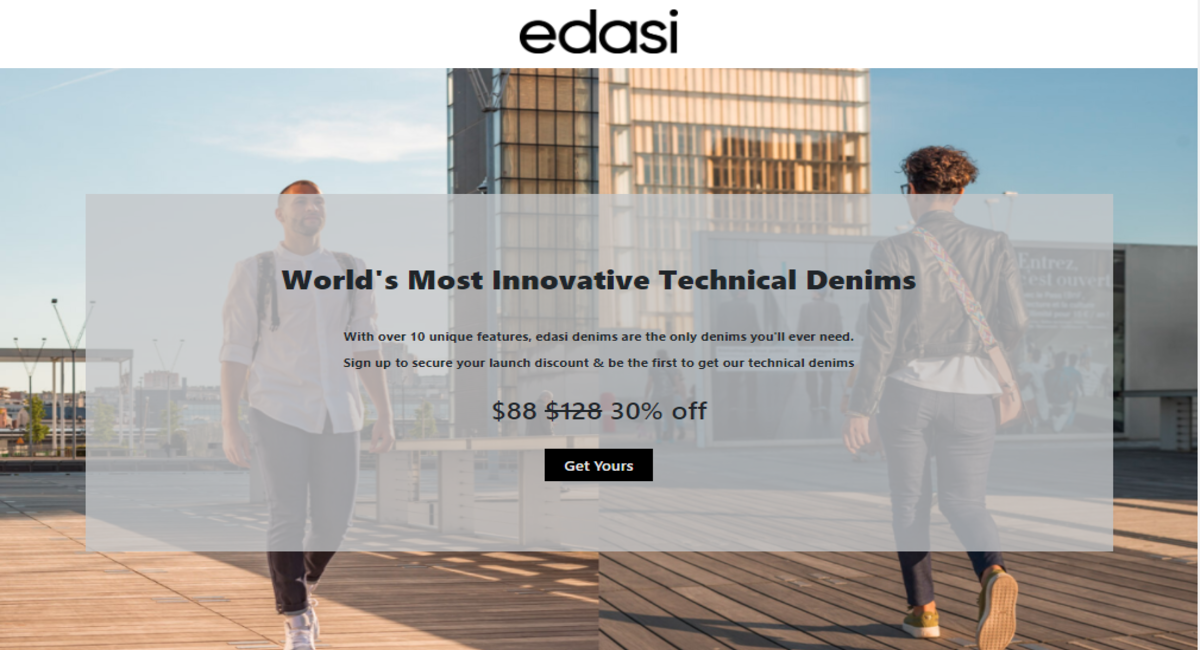 edasi
World's Most Innovative Technical Denims
With over 10 unique features, edasi denims are the only denims you'll ever need.
Sign up to secure your launch discount & be the first to get our technical denims
$88 $128 30% off
Get Yours
Entrez,
c'est ouvert